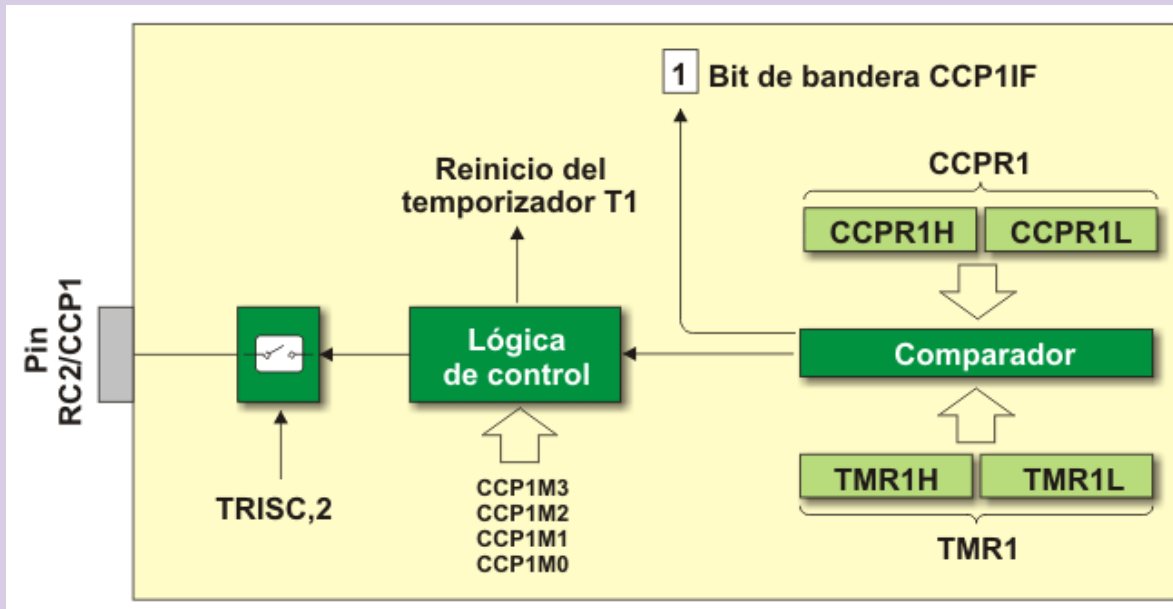 1 Bit de bandera CCP1IF
Reinicio del
temporizador T1
CCPR1
CCPR1H CCPR1L
Pin
RC2/CCP1
Lógica
de control
Comparador
TRISC,2
CCP1M3
CCP1M2
CCP1M1
CCP1M0
TMR1H TMR1L
TMR1